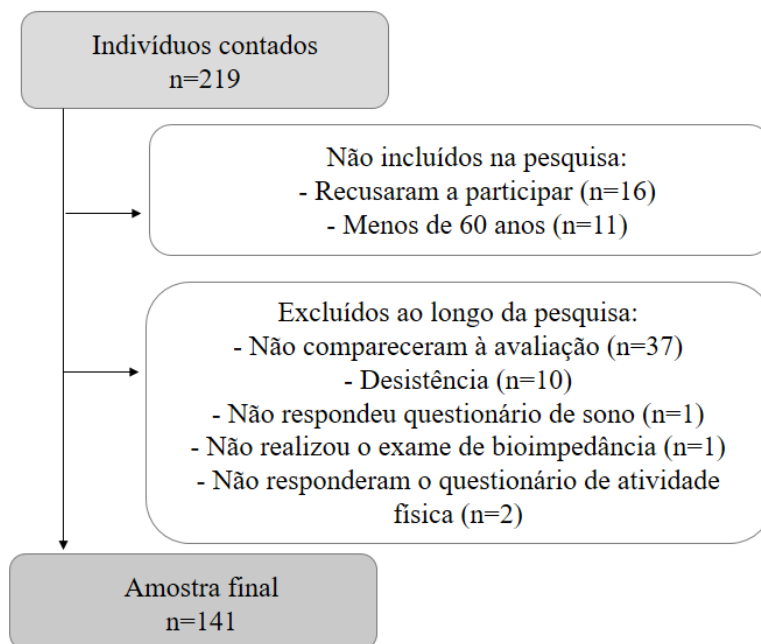 Indivíduos contados
n=219
Não incluídos na pesquisa:
- Recusaram a participar (n=16)
- Menos de 60 anos (n=11)
Excluídos ao longo da pesquisa:
- Não compareceram à avaliação (n=37)
- Desistência (n=10)
- Não respondeu questionário de sono (n=1)
- Não realizou o exame de bioimpedância (n=1)
- Não responderam o questionário de atividade
física (n=2)
Amostra final
n=141